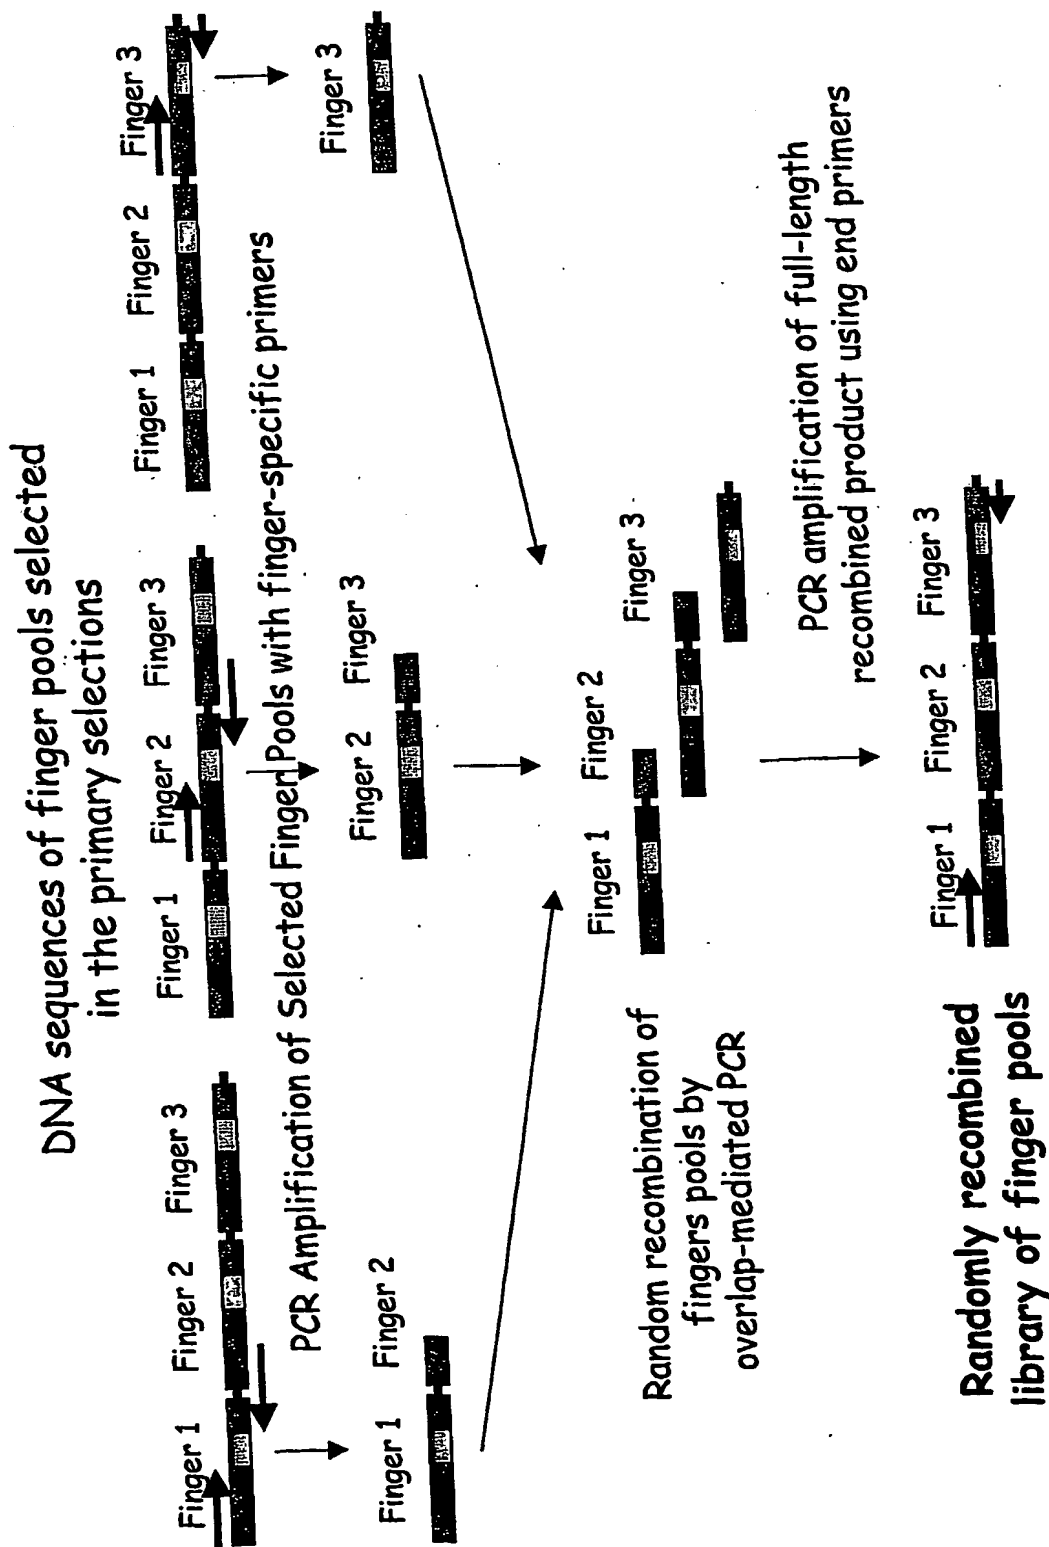 DNA sequences of finger pools selected
in the primary selections
Finger 1
Finger 2
Finger 3
Finger 1
Finger 2
Finger 3
Finger 1
Finger 2
Finger 3
PCR Amplification of Selected Finger Pools with finger-specific primers
Finger 1
Finger 2
Finger 2
Finger 3
Finger 3
Random recombination of
fingers pools by
overlap-mediated PCR
Finger 1
Finger 2
Finger 3
PCR amplification of full-length
recombined product using end primers
Randomly recombined
library of finger pools
Finger 1
Finger 2
Finger 3